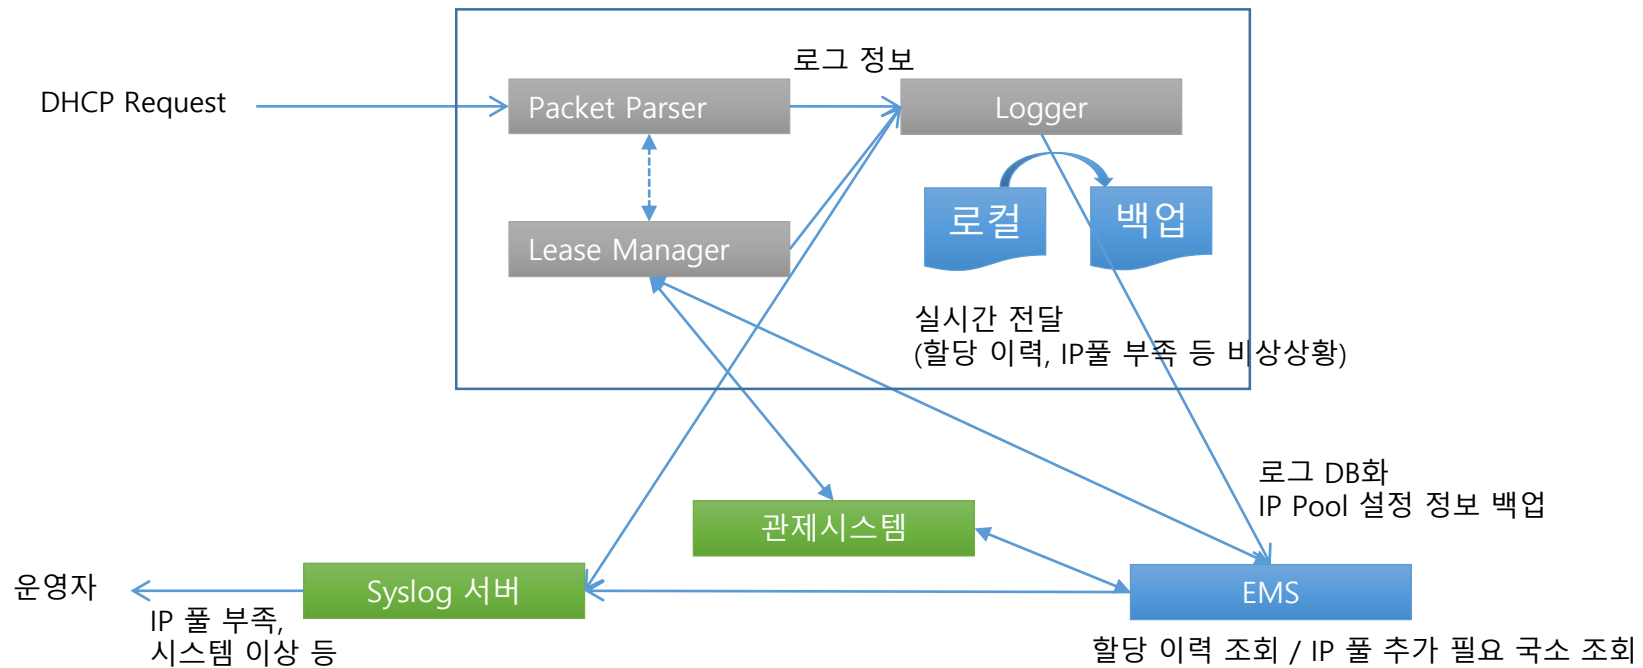 로그 정보
DHCP Request
Packet Parser
Logger
로컬
백업
Lease Manager
실시간 전달
(할당 이력, IP풀 부족 등 비상상황)
로그 DB화
IP Pool 설정 정보 백업
관제시스템
운영자
Syslog 서버
EMS
IP 풀 부족,
시스템 이상 등
할당 이력 조회 / IP 풀 추가 필요 국소 조회